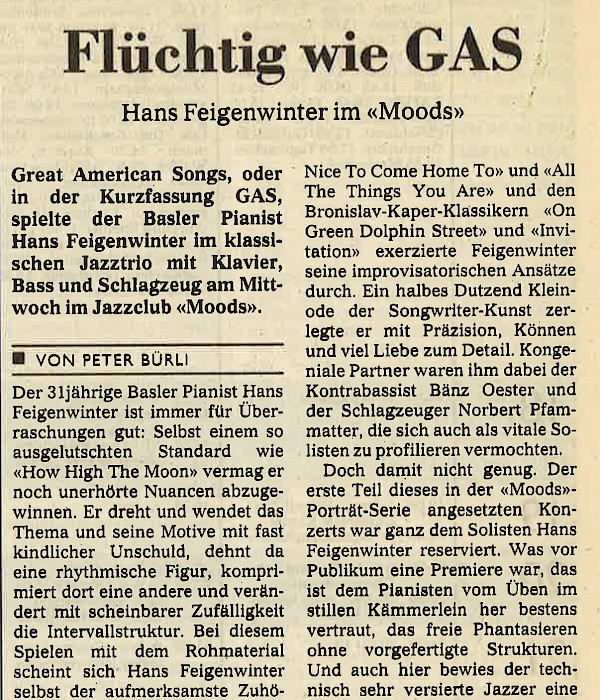 Flüchtig wie GAS
Hans Feigenwinter im «Moods»
Great American Songs, oder
in der Kurzfassung GAS,
spielte der Basler Pianist
Hans Feigenwinter im klassi-
schen Jazztrio mit Klavier,
Bass und Schlagzeug am Mitt-
woch im Jazzclub «Moods».
■ VON PETER BÜRLI
Der 31jährige Basler Pianist Hans
Feigenwinter ist immer für Über-
raschungen gut: Selbst einem so
ausgelutschten Standard wie
«How High The Moon» vermag er
noch unerhörte Nuancen abzuge-
winnen. Er dreht und wendet das
Thema und seine Motive mit fast
kindlicher Unschuld, dehnt da
eine rhythmische Figur, kompri-
miert dort eine andere und verän-
dert mit scheinbarer Zufälligkeit
die Intervallstruktur. Bei diesem
Spielen mit dem Rohmaterial
scheint sich Hans Feigenwinter
selbst der aufmerksamste Zuhö-
Nice To Come Home To» und «All
The Things You Are» und den
Bronislav-Kaper-Klassikern «On
Green Dolphin Street» und «Invi-
tation» exerzierte Feigenwinter
seine improvisatorischen Ansätze
durch. Ein halbes Dutzend Klein-
ode der Songwriter-Kunst zer-
legte er mit Präzision, Können
und viel Liebe zum Detail. Konge-
niale Partner waren ihm dabei der
Kontrabassist Bänz Oester und
der Schlagzeuger Norbert Pfam-
matter, die sich auch als vitale So-
listen zu profilieren vermochten.
Doch damit nicht genug. Der
erste Teil dieses in der «Moods»-
Porträt-Serie angesetzten Kon-
zerts war ganz dem Solisten Hans
Feigenwinter reserviert. Was vor
Publikum eine Premiere war, das
ist dem Pianisten vom Üben im
stillen Kämmerlein her bestens
vertraut, das freie Phantasieren
ohne vorgefertigte Strukturen.
Und auch hier bewies der tech-
nisch sehr versierte Jazzer eine